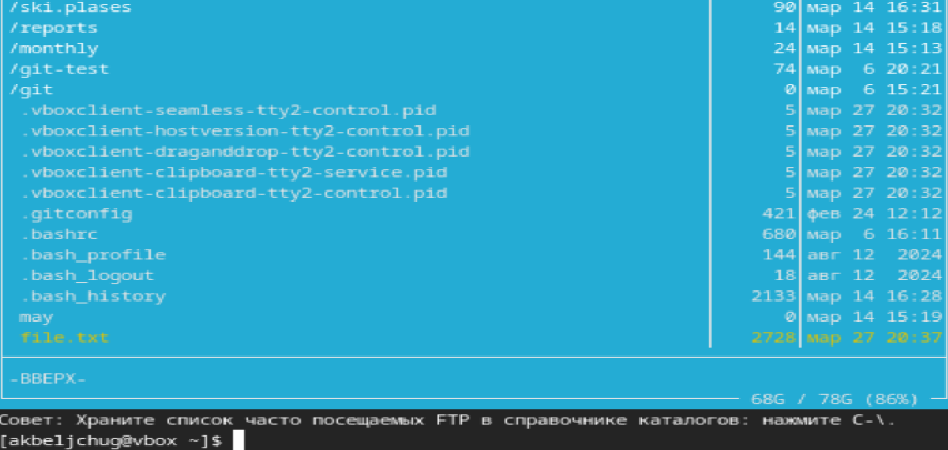 /ski.plases 90 мар 14 16:31
/reports 14 мар 14 15:18
/monthly 24 мар 14 15:13
/git-test 74 мар 6 20:21
/git 0 мар 6 15:21
.vboxclient-seamless-tty2-control.pid 5 мар 27 20:32
.vboxclient-hostversion-tty2-control.pid 5 мар 27 20:32
.vboxclient-draganddrop-tty2-control.pid 5 мар 27 20:32
.vboxclient-clipboard-tty2-service.pid 5 мар 27 20:32
.vboxclient-clipboard-tty2-control.pid 5 мар 27 20:32
.gitconfig 421 фев 24 12:12
.bashrc 680 мар 6 16:11
.bash_profile 144 авг 12 2024
.bash_logout 18 авг 12 2024
.bash_history 2133 мар 14 16:28
may 0 мар 14 15:19
file.txt 2728 мар 27 20:37
-ВВЕРХ-
68G / 78G (86%)
Совет: Храните список часто посещаемых FTP в справочнике каталогов: нажмите C-\.
[akbeljchug@vbox ~]$